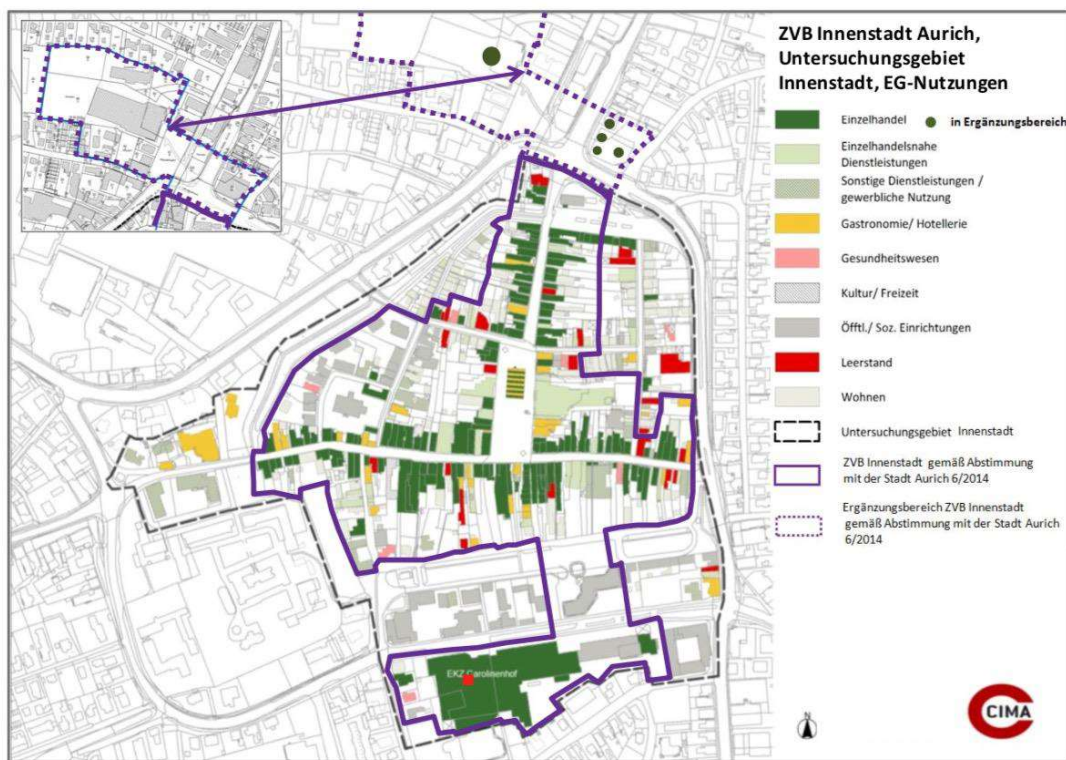 ZVB Innenstadt Aurich,
Untersuchungsgebiet
Innenstadt, EG-Nutzungen
Einzelhandel
in Ergänzungsbereich
Einzelhandelsnahe
Dienstleistungen
Sonstige Dienstleistungen /
gewerbliche Nutzung
Gastronomie/ Hotellerie
Gesundheitswesen
Kultur/ Freizeit
Öfftl./ Soz. Einrichtungen
Leerstand
Wohnen
Untersuchungsgebiet Innenstadt
ZVB Innenstadt gemäß Abstimmung
mit der Stadt Aurich 6/2014
Ergänzungsbereich ZVB Innenstadt
gemäß Abstimmung mit der Stadt Aurich
6/2014
EKZ Carolinenhof
N
CIMA